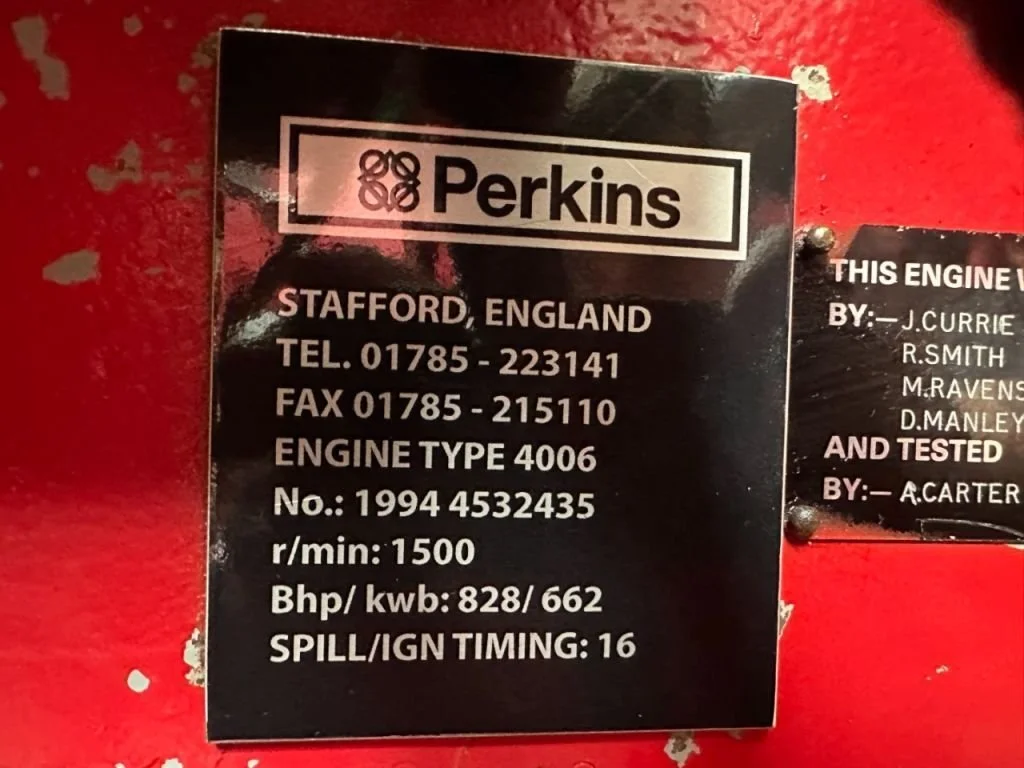 Perkins
STAFFORD, ENGLAND
TEL. 01785 - 223141
FAX 01785 - 215110
ENGINE TYPE 4006
No.: 1994 4532435
r/min: 1500
Bhp/ kwb: 828/ 662
SPILL/IGN TIMING: 16
THIS ENGINE
BY:— J.CURRIE
R.SMITH
M.RAVENS
D.MANLEY
AND TESTED
BY:— A.CARTER